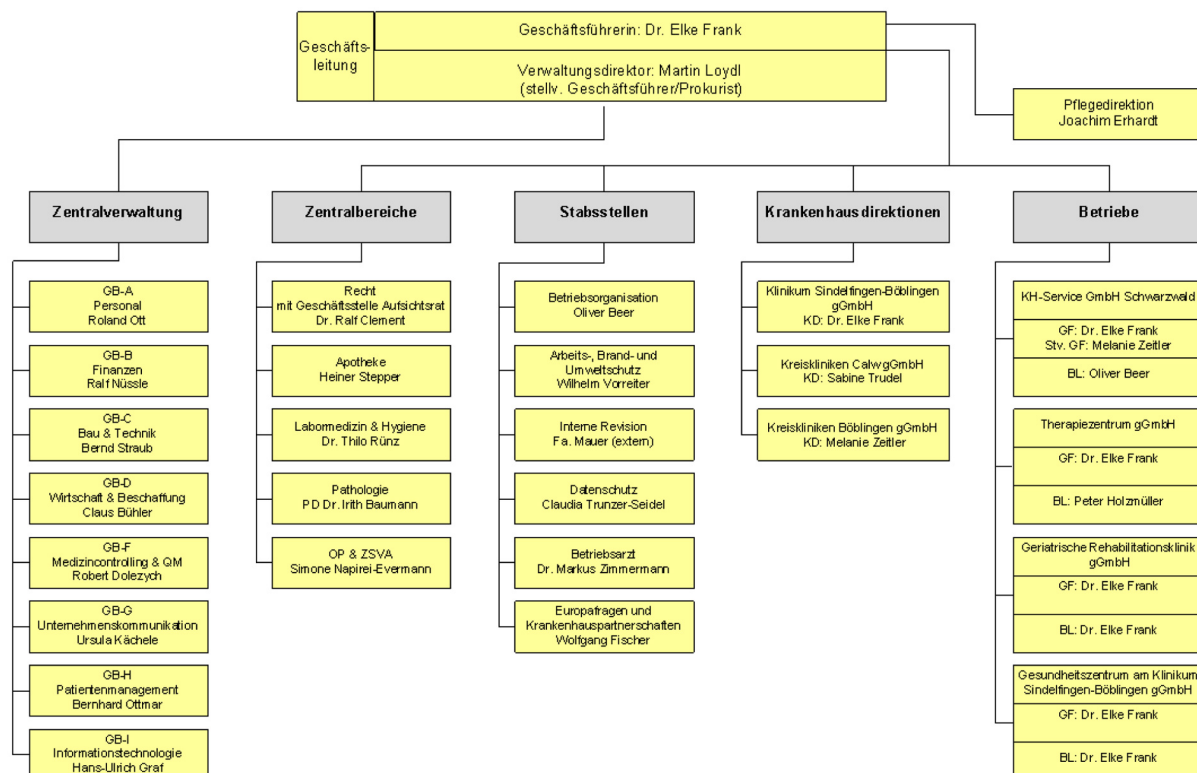 Geschäfts-
leitung
Geschäftsführerin: Dr. Elke Frank
Verwaltungsdirektor: Martin Loydl
(stellv. Geschäftsführer/Prokurist)
Pflegedirektion
Joachim Erhardt
Zentralverwaltung
GB-A
Personal
Roland Ott
GB-B
Finanzen
Ralf Nüssle
GB-C
Bau & Technik
Bernd Straub
GB-D
Wirtschaft & Beschaffung
Claus Bühler
GB-F
Medizincontrolling & QM
Robert Dolezych
GB-G
Unternehmenskommunikation
Ursula Kächele
GB-H
Patientenmanagement
Bernhard Ottmar
GB-I
Informationstechnologie
Hans-Ulrich Graf
Zentralbereiche
Recht
mit Geschäftsstelle Aufsichtsrat
Dr. Ralf Clement
Apotheke
Heiner Stepper
Labormedizin & Hygiene
Dr. Thilo Rünz
Pathologie
PD Dr. Irith Baumann
OP & ZSVA
Simone Napirei-Evermann
Stabsstellen
Betriebsorganisation
Oliver Beer
Arbeits-, Brand- und
Umweltschutz
Wilhelm Vorreiter
Interne Revision
Fa. Mauer (extern)
Datenschutz
Claudia Trunzer-Seidel
Betriebsarzt
Dr. Markus Zimmermann
Europafragen und
Krankenhauspartnerschaften
Wolfgang Fischer
Krankenhausdirektionen
Klinikum Sindelfingen-Böblingen
gGmbH
KD: Dr. Elke Frank
Kreiskliniken Calw gGmbH
KD: Sabine Trudel
Kreiskliniken Böblingen gGmbH
KD: Melanie Zeitler
Betriebe
KH-Service GmbH Schwarzwald
GF: Dr. Elke Frank
Stv. GF: Melanie Zeitler
BL: Oliver Beer
Therapiezentrum gGmbH
GF: Dr. Elke Frank
BL: Peter Holzmüller
Geriatrische Rehabilitationsklinik
gGmbH
GF: Dr. Elke Frank
BL: Dr. Elke Frank
Gesundheitszentrum am Klinikum
Sindelfingen-Böblingen gGmbH
GF: Dr. Elke Frank
BL: Dr. Elke Frank